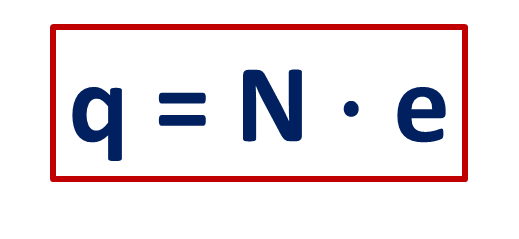 q = N · e